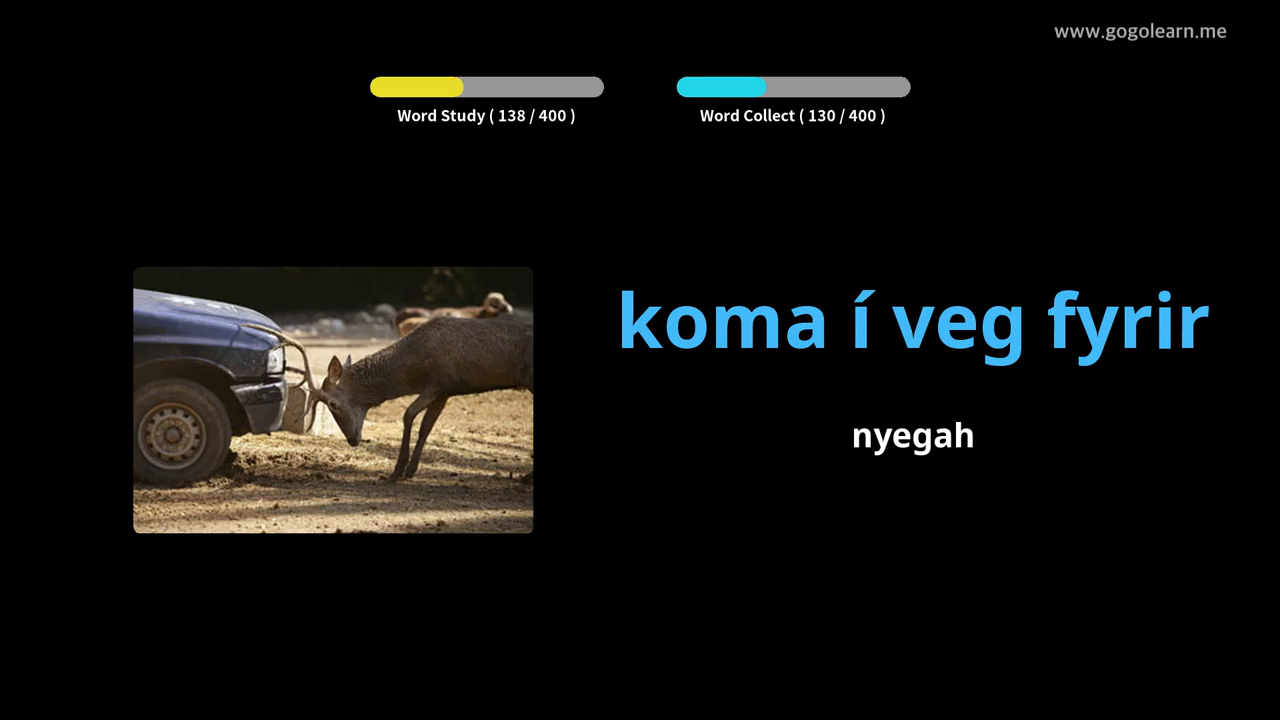 www.gogolearn.me
Word Study ( 138 / 400 )
Word Collect ( 130 / 400 )
koma í veg fyrir
nyegah